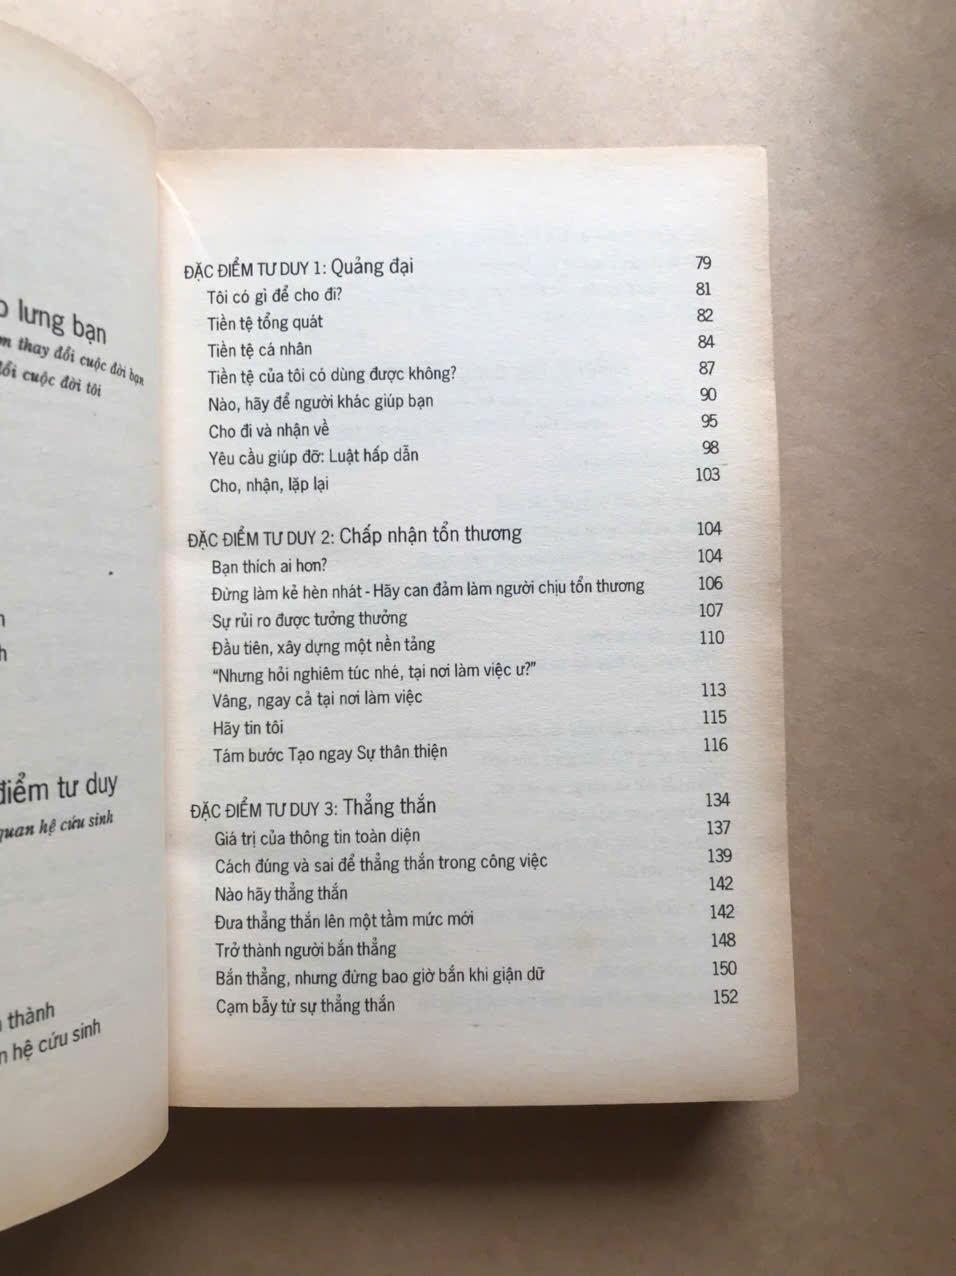 lưng bạn
thay đổi cuộc đời bạn
cuộc đời tôi
điểm tư duy
quan hệ cứu sinh
thành
hệ cứu sinh
ĐẶC ĐIỂM TƯ DUY 1: Quảng đại 79
Tôi có gì để cho đi? 81
Tiền tệ tổng quát 82
Tiền tệ cá nhân 84
Tiền tệ của tôi có dùng được không? 87
Nào, hãy để người khác giúp bạn 90
Cho đi và nhận về 95
Yêu cầu giúp đỡ: Luật hấp dẫn 98
Cho, nhận, lặp lại 103
ĐẶC ĐIỂM TƯ DUY 2: Chấp nhận tổn thương 104
Bạn thích ai hơn? 104
Đừng làm kẻ hèn nhát - Hãy can đảm làm người chịu tổn thương 106
Sự rủi ro được tưởng thưởng 107
Đầu tiên, xây dựng một nền tảng 110
“Nhưng hỏi nghiêm túc nhé, tại nơi làm việc ư?”
Vâng, ngay cả tại nơi làm việc 113
Hãy tin tôi 115
Tám bước Tạo ngay Sự thân thiện 116
ĐẶC ĐIỂM TƯ DUY 3: Thẳng thắn 134
Giá trị của thông tin toàn diện 137
Cách đúng và sai để thẳng thắn trong công việc 139
Nào hãy thẳng thắn 142
Đưa thẳng thắn lên một tầm mức mới 142
Trở thành người bắn thẳng 148
Bắn thẳng, nhưng đừng bao giờ bắn khi giận dữ 150
Cạm bẫy từ sự thẳng thắn 152